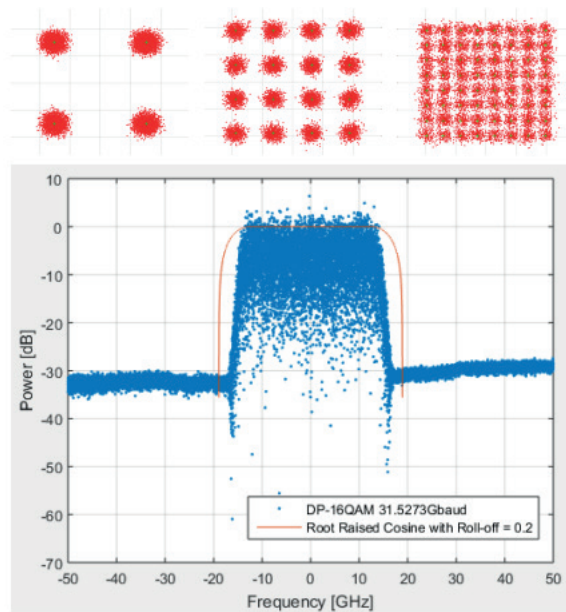 10
0
-10
-20
-30
-40
-50
-60
-70
Power [dB]
DP-16QAM 31.5273Gbaud
Root Raised Cosine with Roll-off = 0.2
-50 -40 -30 -20 -10 0 10 20 30 40 50
Frequency [GHz]